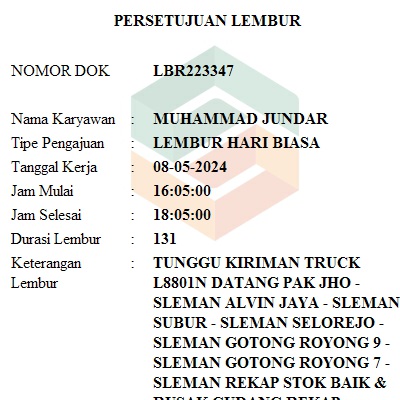 PERSETUJUAN LEMBUR
NOMOR DOK LBR223347
Nama Karyawan : MUHAMMAD JUNDAR
Tipe Pengajuan : LEMBUR HARI BIASA
Tanggal Kerja : 08-05-2024
Jam Mulai : 16:05:00
Jam Selesai : 18:05:00
Durasi Lembur : 131
Keterangan : TUNGGU KIRIMAN TRUCK
Lembur L8801N DATANG PAK JHO -
SLEMAN ALVIN JAYA - SLEMAN
SUBUR - SLEMAN SELOREJO -
SLEMAN GOTONG ROYONG 9 -
SLEMAN GOTONG ROYONG 7 -
SLEMAN REKAP STOK BAIK &
RUSAK GUDANG REKAP